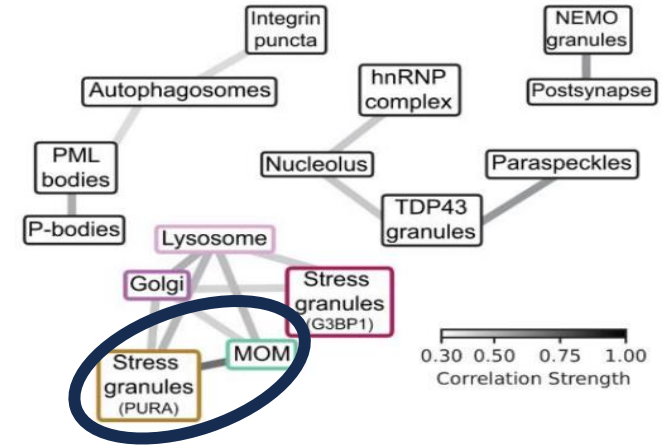 Integrin
puncta
NEMO
granules
Autophagosomes
hnRNP
complex
Postsynapse
PML
bodies
Nucleolus
Paraspeckles
P-bodies
TDP43
granules
Lysosome
Golgi
Stress
granules
(G3BP1)
MOM
Stress
granules
(PURA)
0.30 0.50 0.75 1.00
Correlation Strength